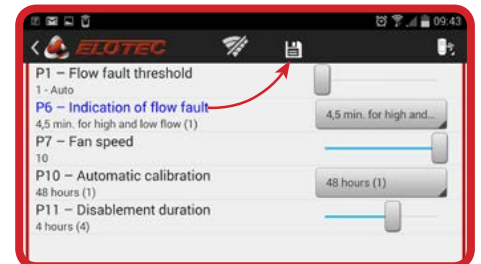 09:43
ELOTEC
P1 – Flow fault threshold
1 - Auto
P6 – Indication of flow fault
4,5 min. for high and low flow (1)
4,5 min. for high and...
P7 – Fan speed
10
P10 – Automatic calibration
48 hours (1)
48 hours (1)
P11 – Disablement duration
4 hours (4)